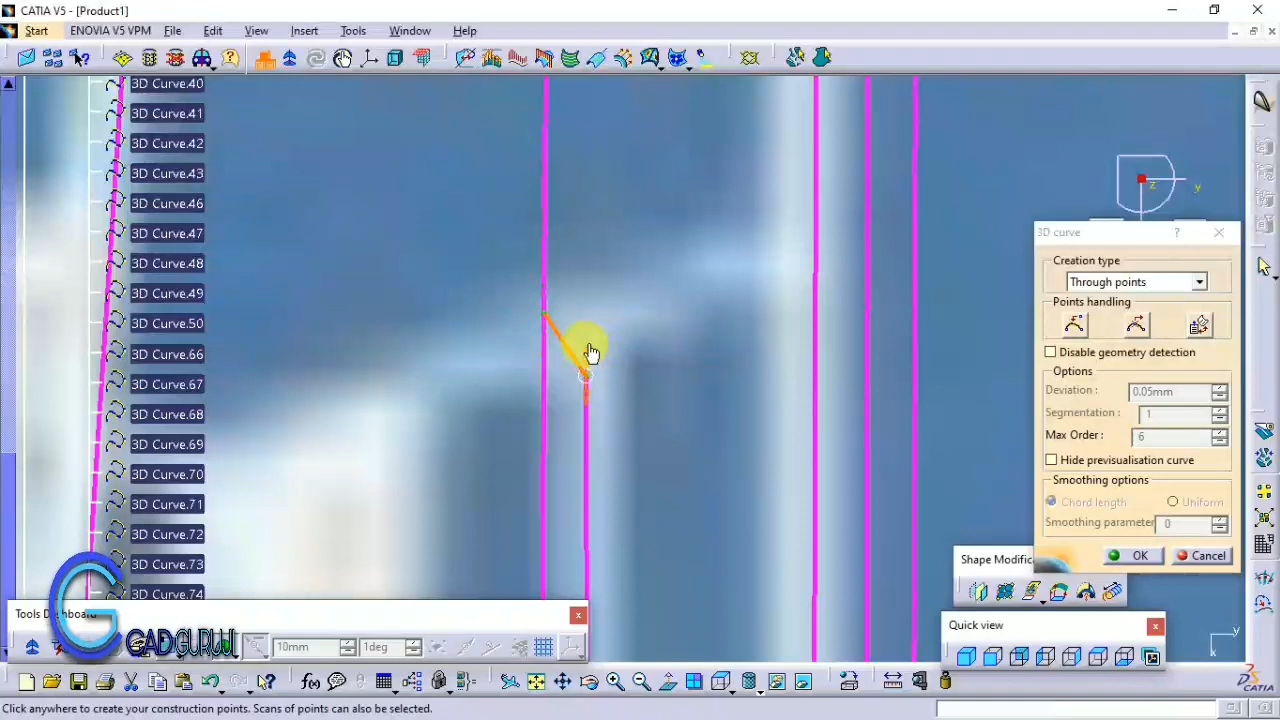 CATIA V5 - [Product1]
Start ENOVIA V5 VPM File Edit View Insert Tools Window Help
3D Curve.40
3D Curve.41
3D Curve.42
3D Curve.43
3D Curve.46
3D Curve.47
3D Curve.48
3D Curve.49
3D Curve.50
3D Curve.66
3D Curve.67
3D Curve.68
3D Curve.69
3D Curve.70
3D Curve.71
3D Curve.72
3D Curve.73
3D Curve.74
z
y
3D curve ?
Creation type
Through points
Points handling
Disable geometry detection
Options
Deviation : 0.05mm
Segmentation : 1
Max Order : 6
Hide previsualisation curve
Smoothing options
Chord length Uniform
Smoothing parameter 0
OK Cancel
Shape Modific
Quick view
Tools Dashboard
10mm 1deg
CADGURUJI
y
x
f(x)
CATIA
Click anywhere to create your construction points. Scans of points can also be selected.